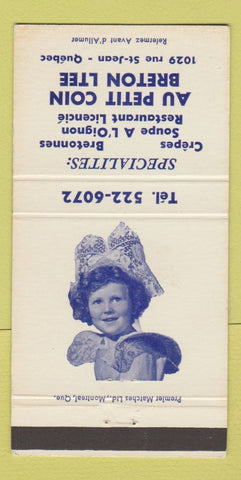 Refermez Avant d'Allumer
1029 rue St-Jean - Québec
AU PETIT COIN
BRETON LTEE
Restaurant Licencié
Soupe A L'Oignon
Crêpes Bretonnes
SPECIALITES:
Tél. 522-6072
Premier Matches Ltd., Montreal, Que.